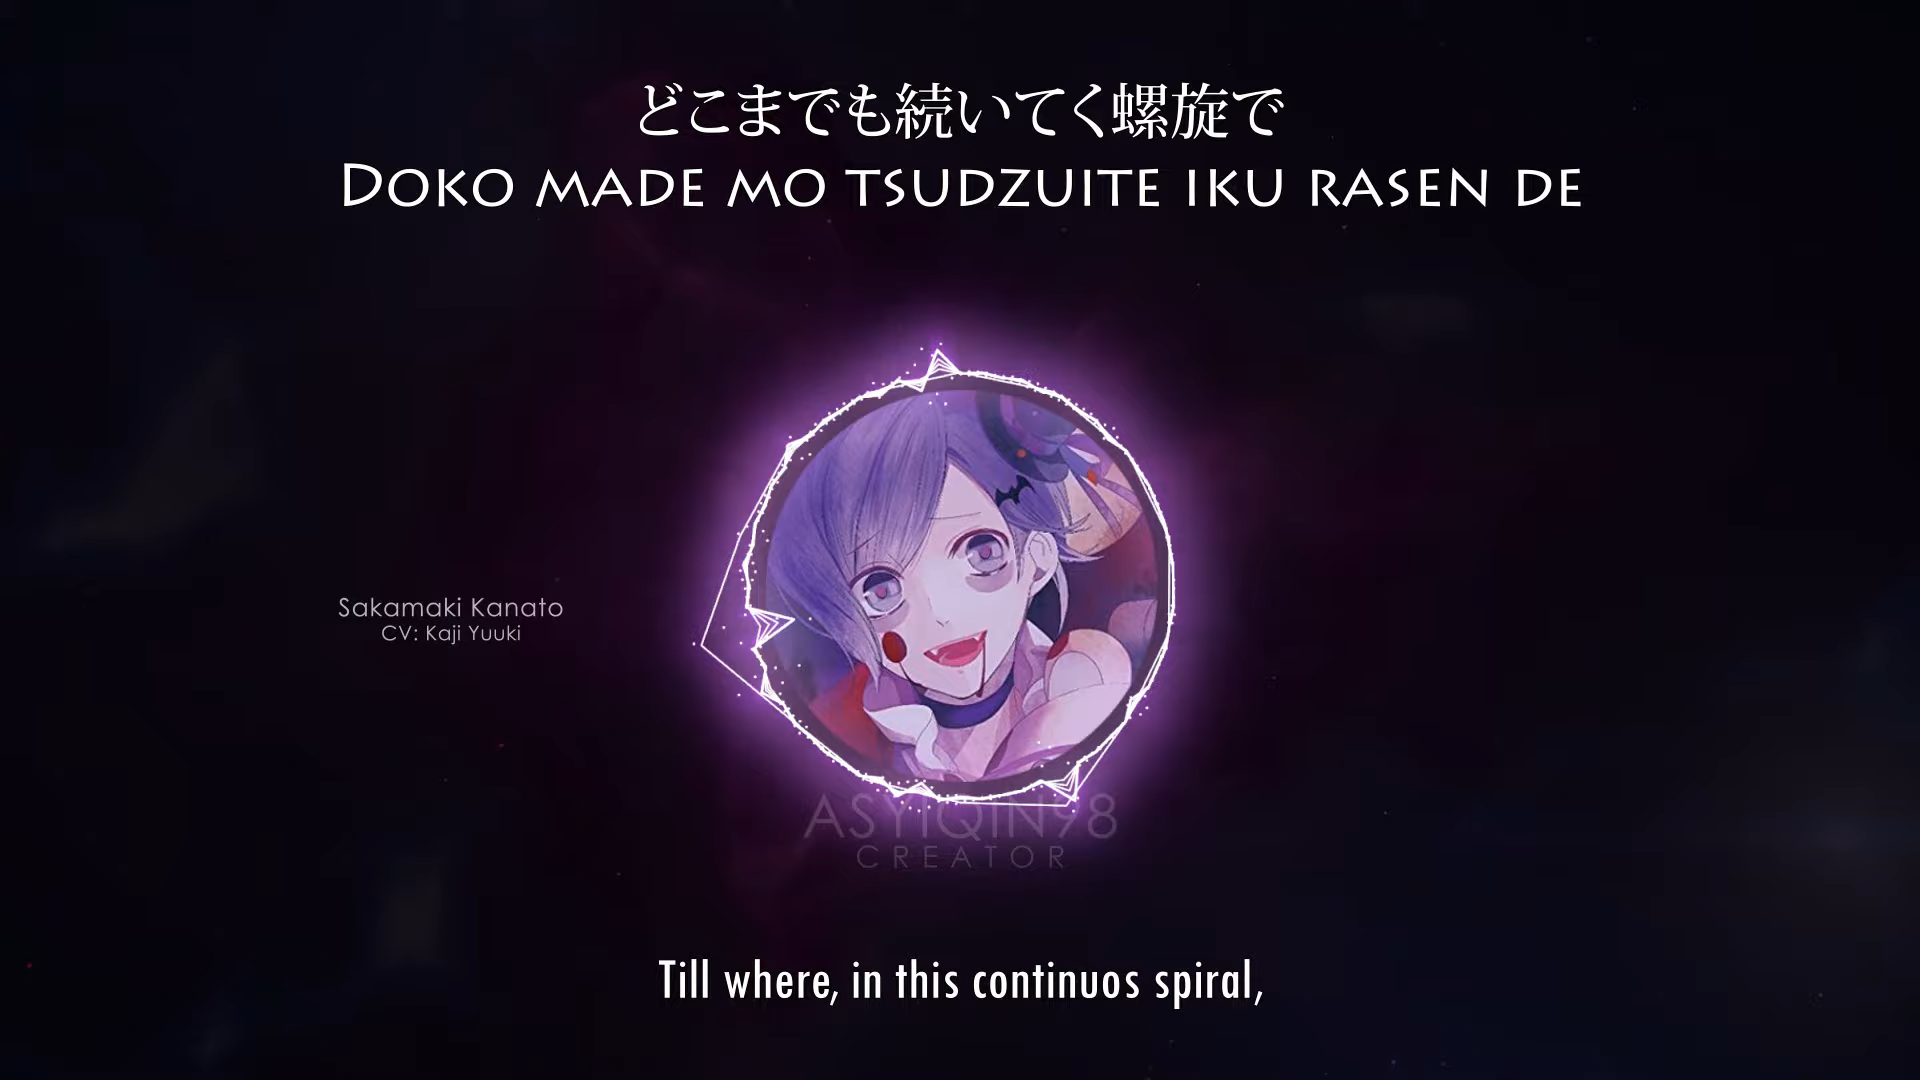 どこまでも続いてく螺旋で
Doko made mo tsudzuite iku rasen de
Sakamaki Kanato
CV: Kaji Yuuki
ASYIQIN98
CREATOR
Till where, in this continuos spiral,